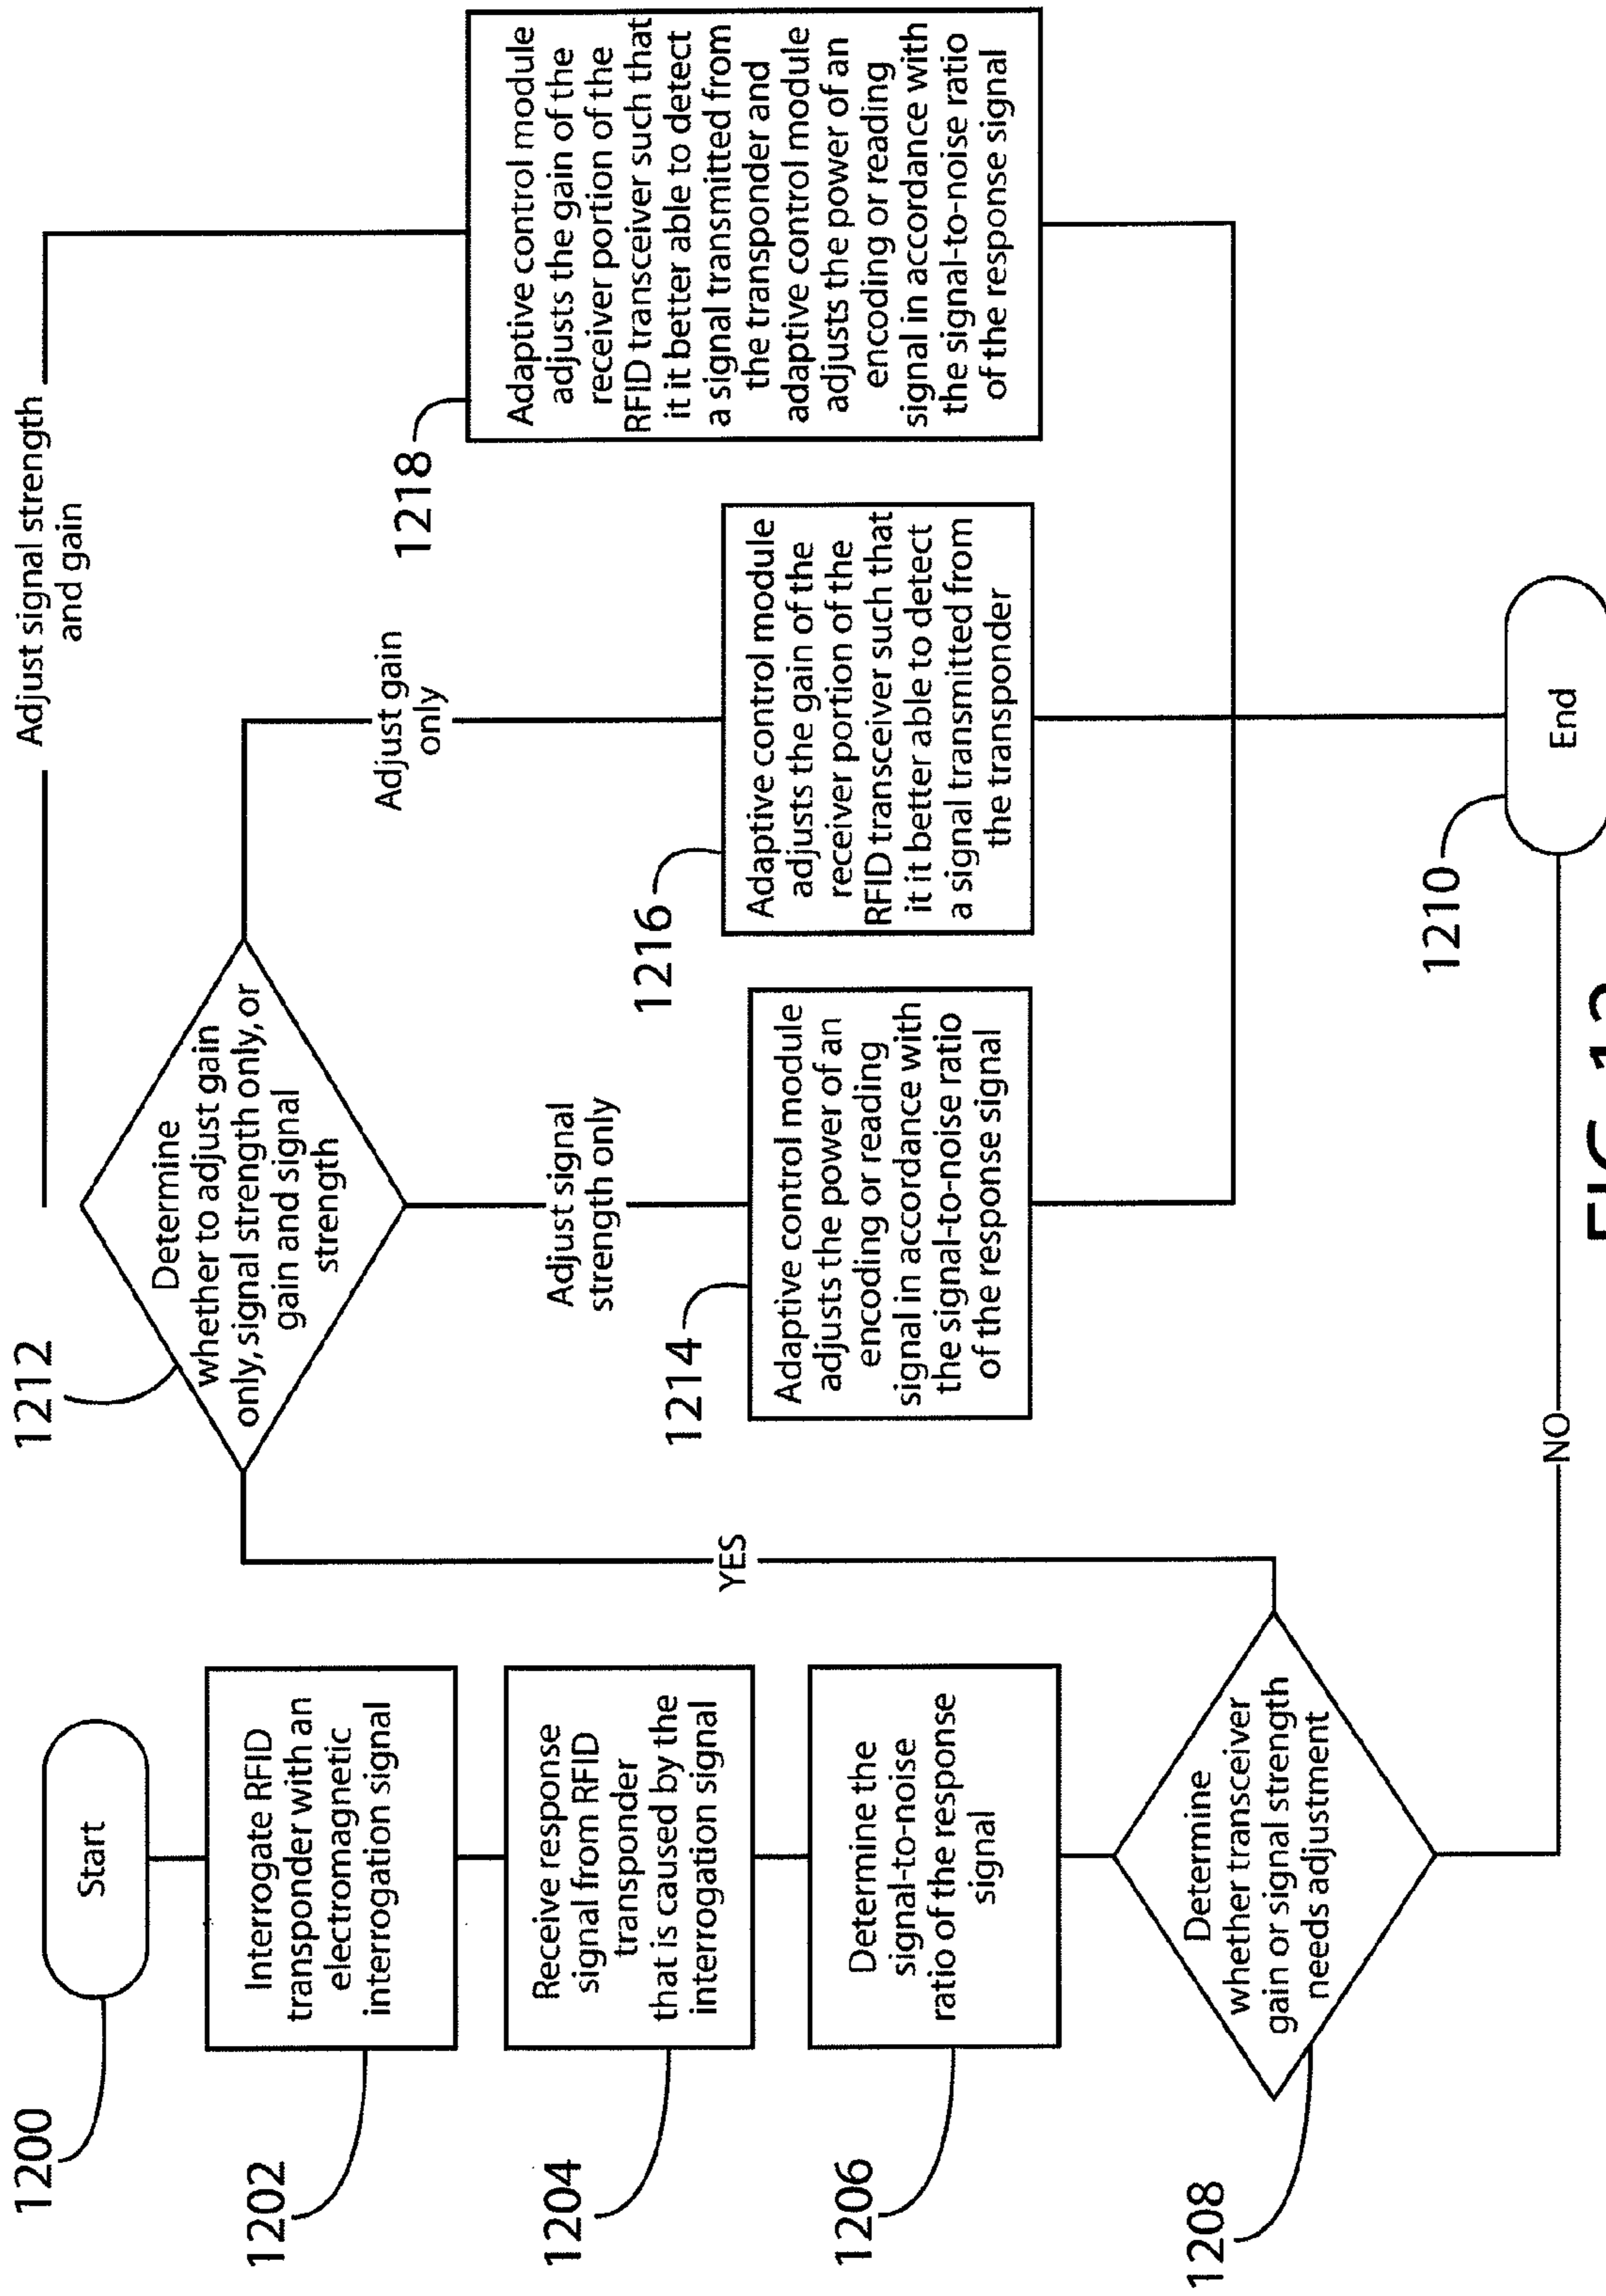 1200
Start
1202
Interrogate RFID
transponder with an
electromagnetic
interrogation signal
1204
Receive response
signal from RFID
transponder
that is caused by the
interrogation signal
1206
Determine the
signal-to-noise
ratio of the response
signal
1208
Determine
whether transceiver
gain or signal strength
needs adjustment
YES
NO
1212
Determine
whether to adjust gain
only, signal strength only, or
gain and signal
strength
Adjust signal
strength only
1214
Adaptive control module
adjusts the power of an
encoding or reading
signal in accordance with
the signal-to-noise ratio
of the response signal
Adjust gain
only
1216
Adaptive control module
adjusts the gain of the
receiver portion of the
RFID transceiver such that
it it better able to detect
a signal transmitted from
the transponder
Adjust signal strength
and gain
1218
Adaptive control module
adjusts the gain of the
receiver portion of the
RFID transceiver such that
it it better able to detect
a signal transmitted from
the transponder and
adaptive control module
adjusts the power of an
encoding or reading
signal in accordance with
the signal-to-noise ratio
of the response signal
1210
End